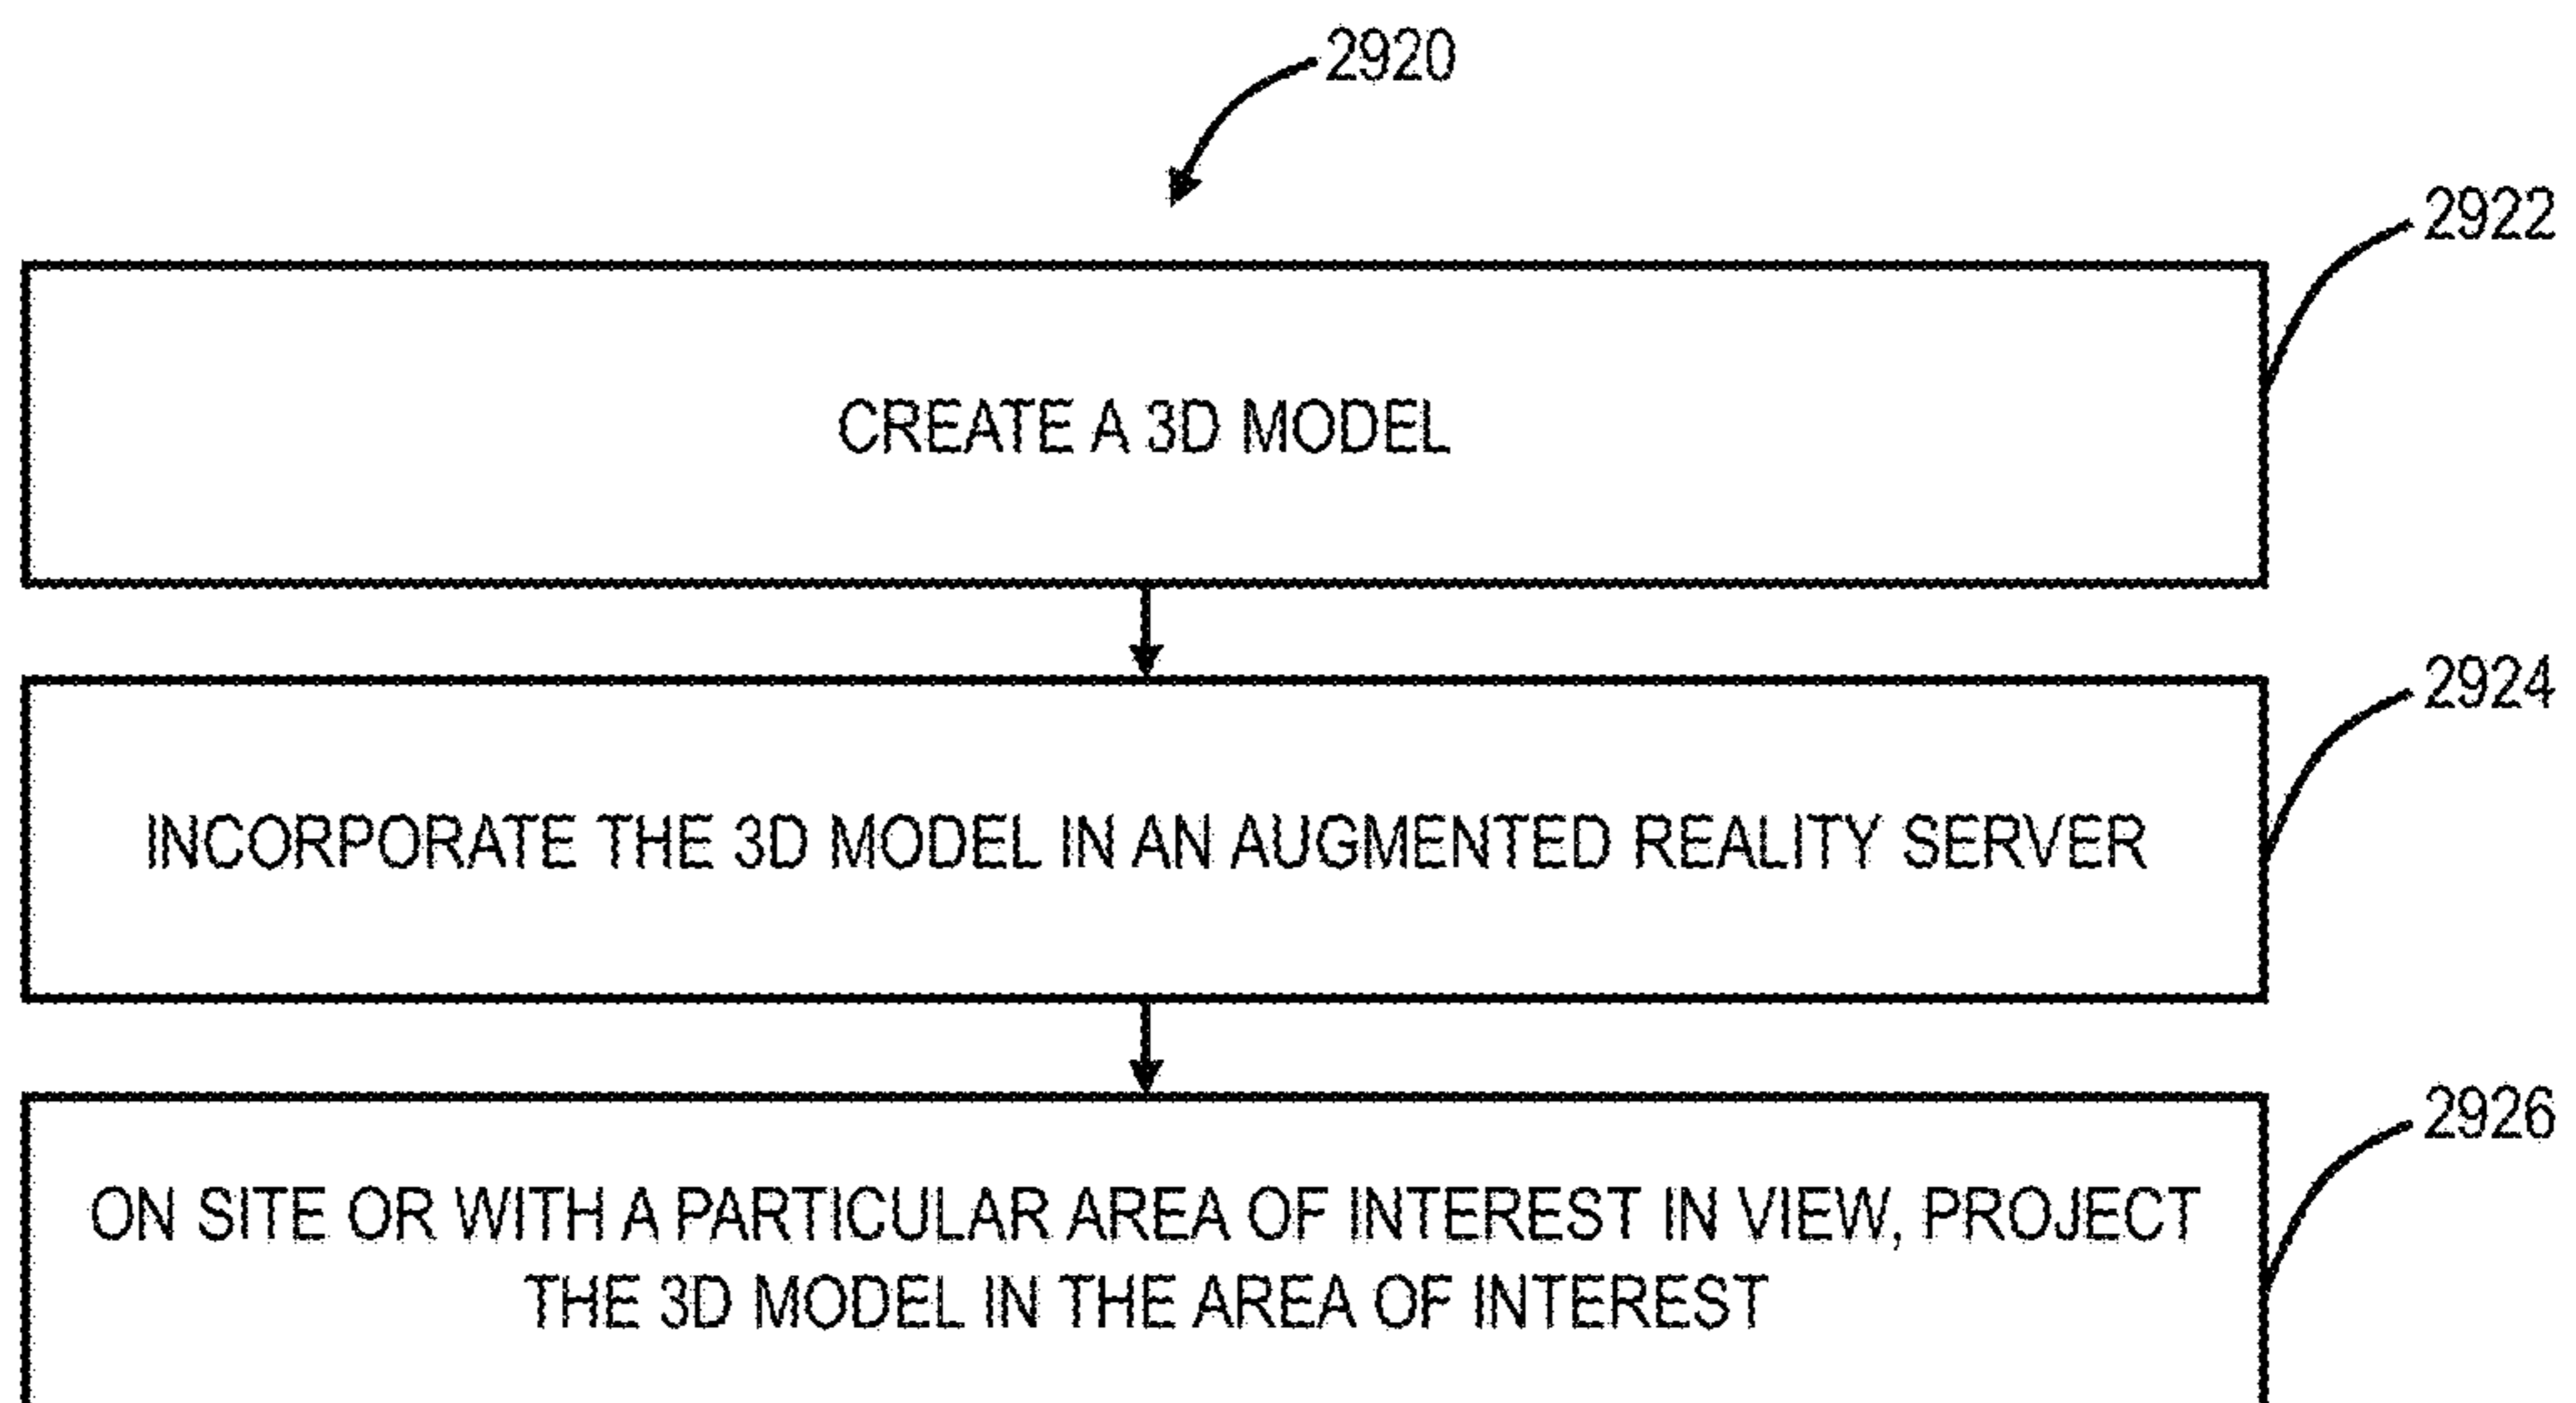 2920
2922
CREATE A 3D MODEL
2924
INCORPORATE THE 3D MODEL IN AN AUGMENTED REALITY SERVER
2926
ON SITE OR WITH A PARTICULAR AREA OF INTEREST IN VIEW, PROJECT
THE 3D MODEL IN THE AREA OF INTEREST